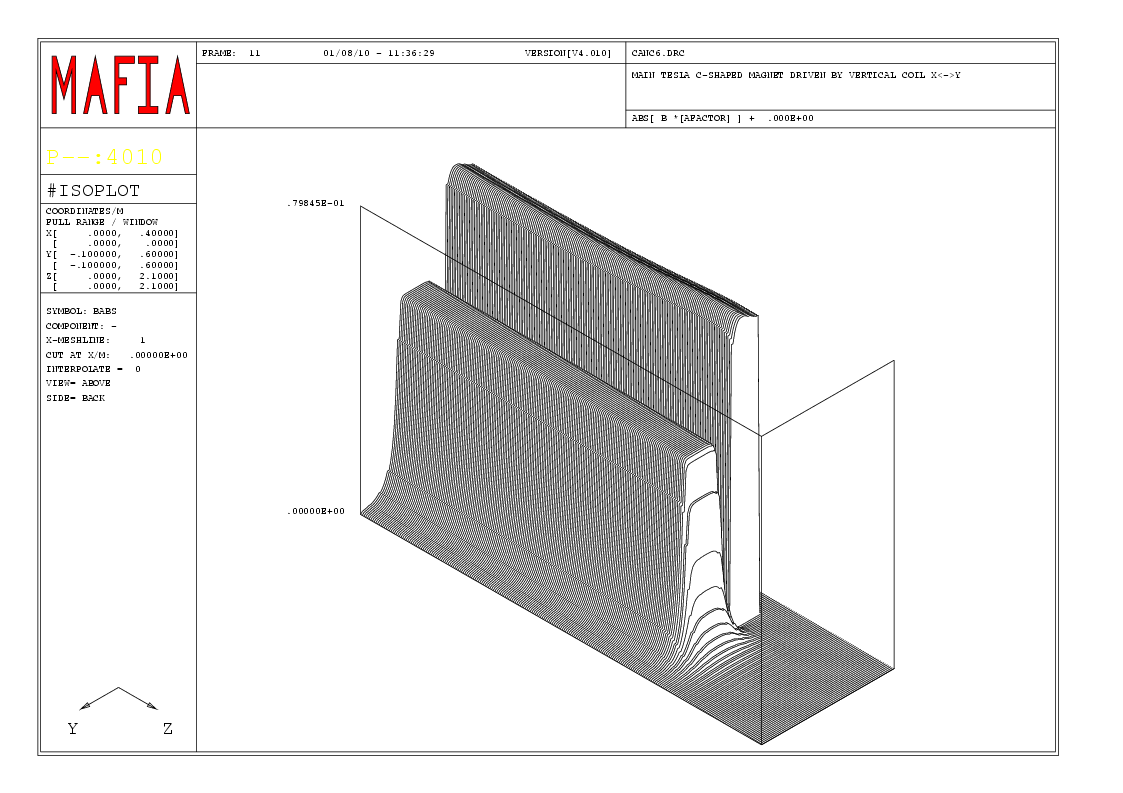 MAFIA
FRAME: 11 01/08/10 - 11:36:29 VERSION[V4.010] CANC6.DRC
MAIN TESLA C-SHAPED MAGNET DRIVEN BY VERTICAL COIL X<->Y
ABS[ B *[AFACTOR] ] + .000E+00
P--:4010
#ISOPLOT
COORDINATES/M
FULL RANGE / WINDOW
X[ .0000, .40000]
[ .0000, .0000]
Y[ -.100000, .60000]
[ -.100000, .60000]
Z[ .0000, 2.1000]
[ .0000, 2.1000]
SYMBOL: BABS
COMPONENT: -
X-MESHLINE: 1
CUT AT X/M: .00000E+00
INTERPOLATE = 0
VIEW= ABOVE
SIDE= BACK
.79845E-01
.00000E+00
Y Z